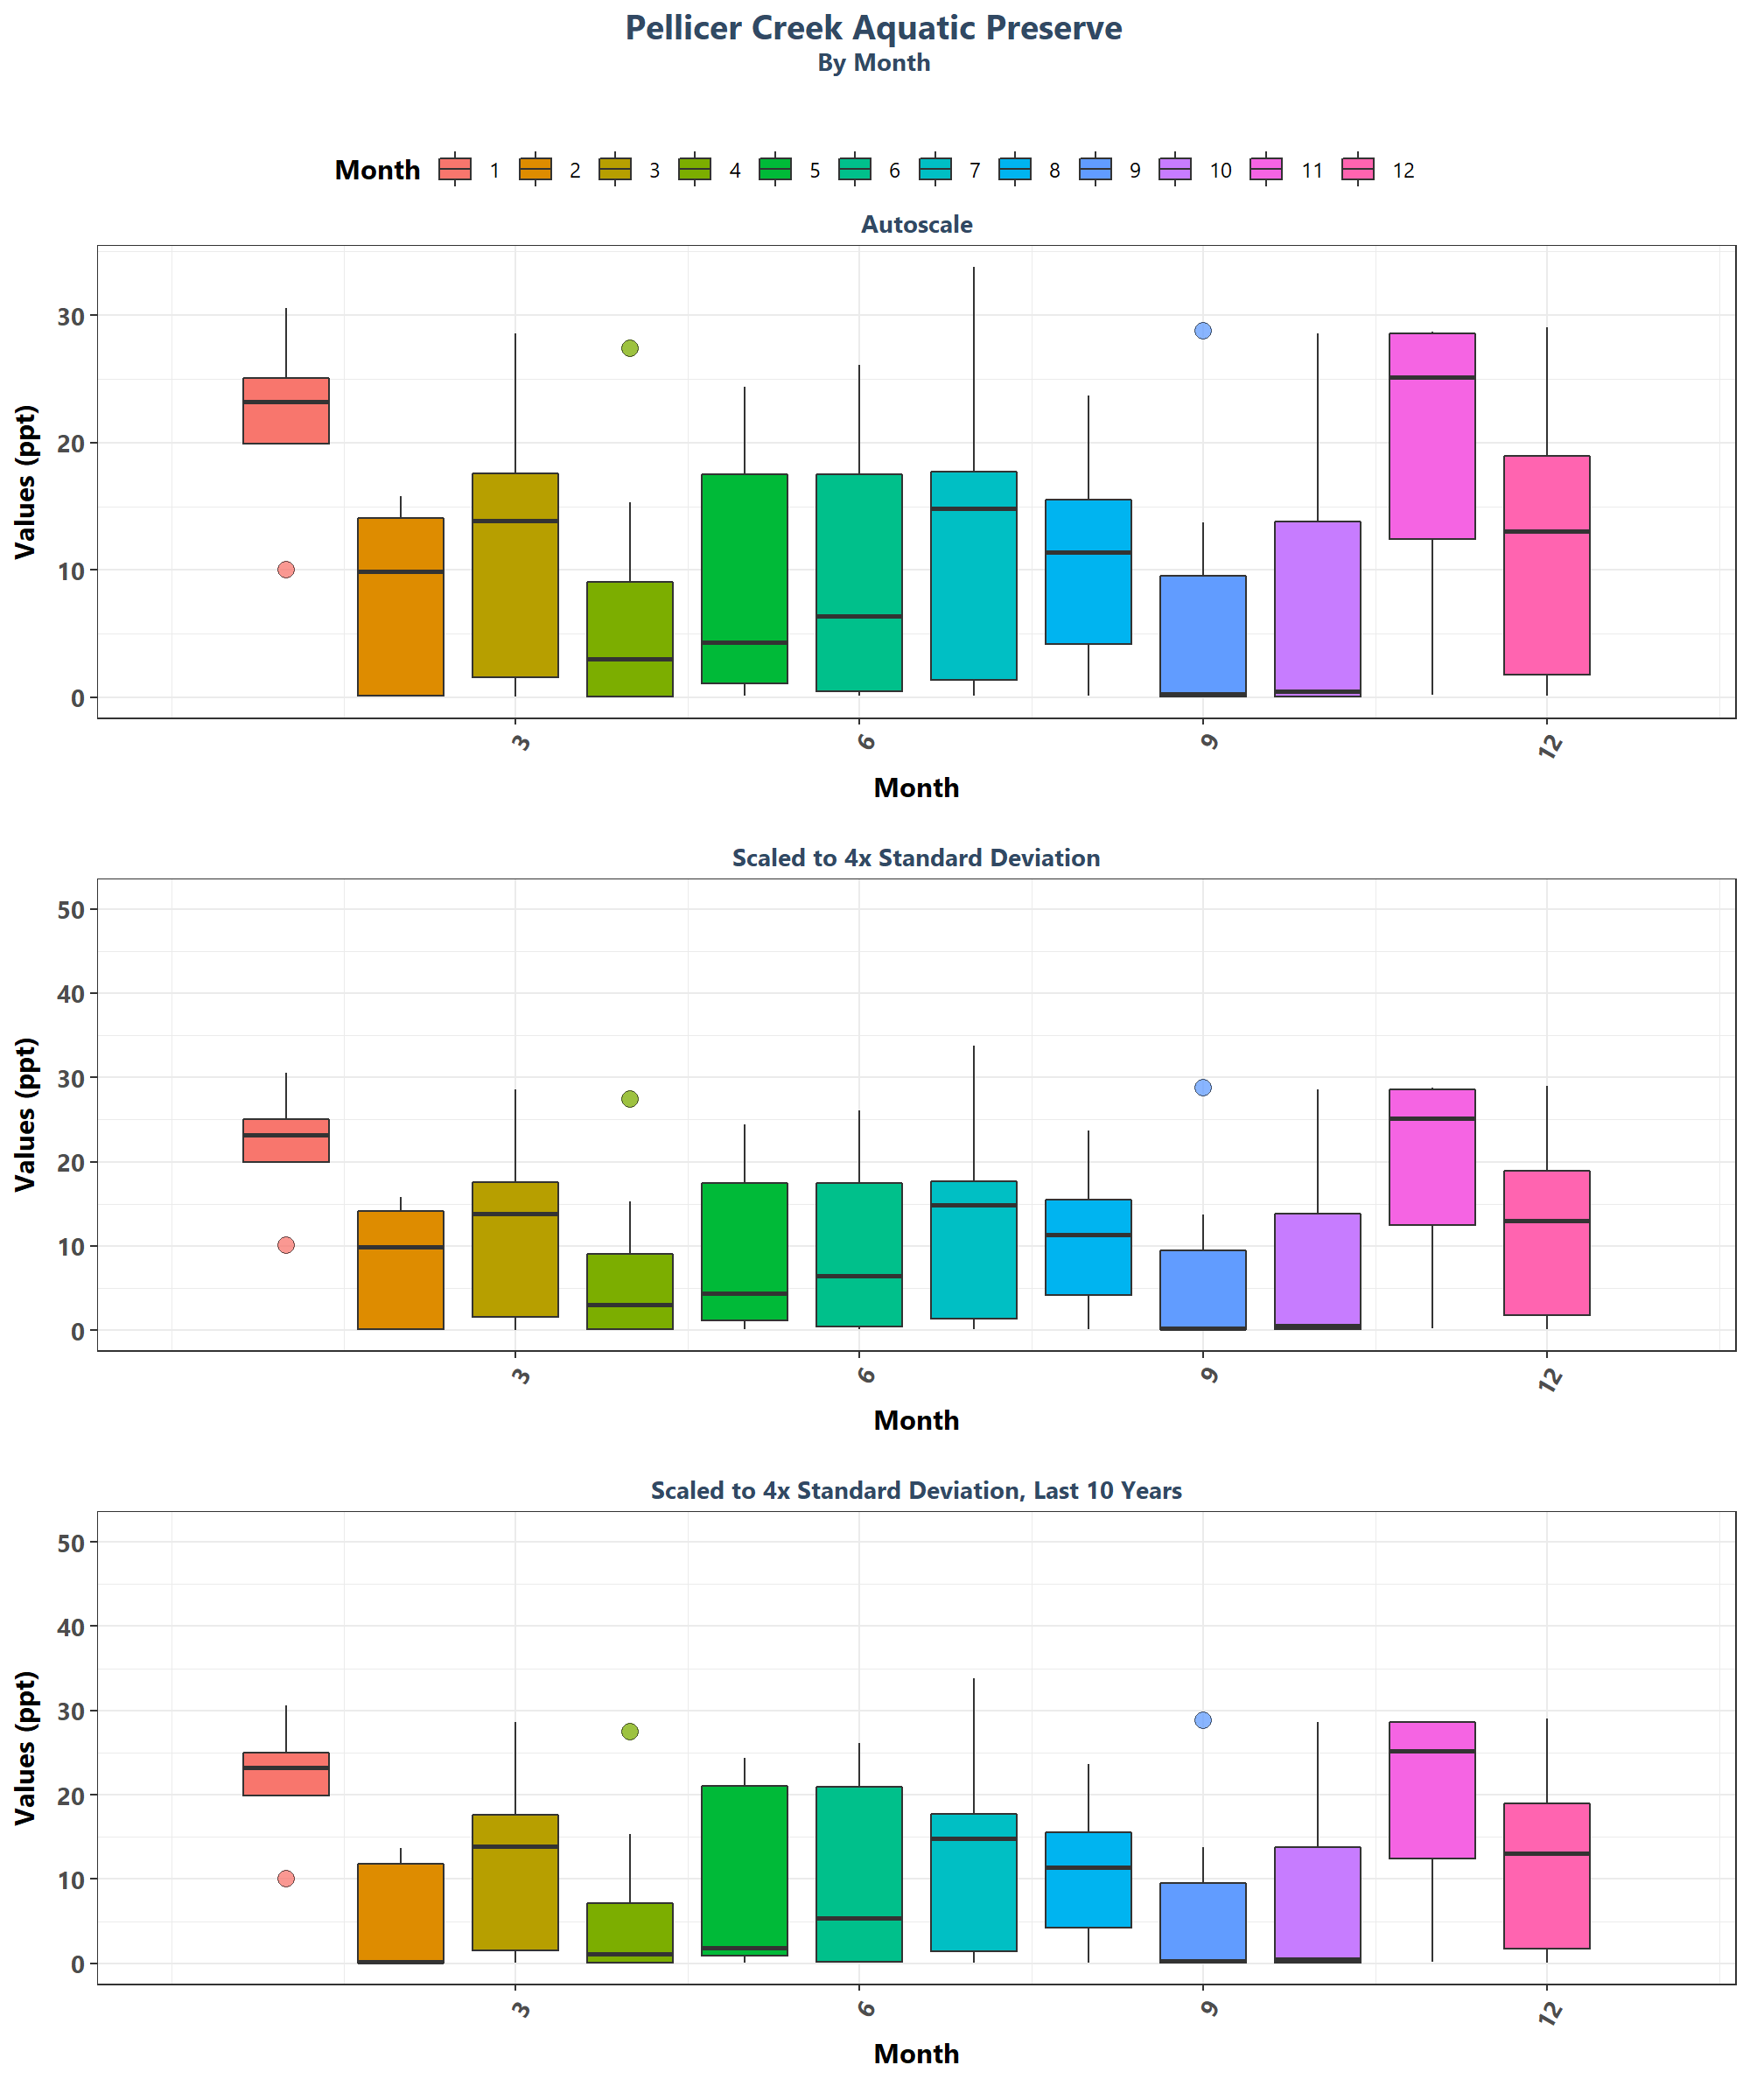 Pellicer Creek Aquatic Preserve
By Month
Month 1 2 3 4 5 6 7 8 9 10 11 12
Autoscale
Values (ppt)
30
20
10
0
3 6 9 12
Month
Scaled to 4x Standard Deviation
Values (ppt)
50
40
30
20
10
0
3 6 9 12
Month
Scaled to 4x Standard Deviation, Last 10 Years
Values (ppt)
50
40
30
20
10
0
3 6 9 12
Month